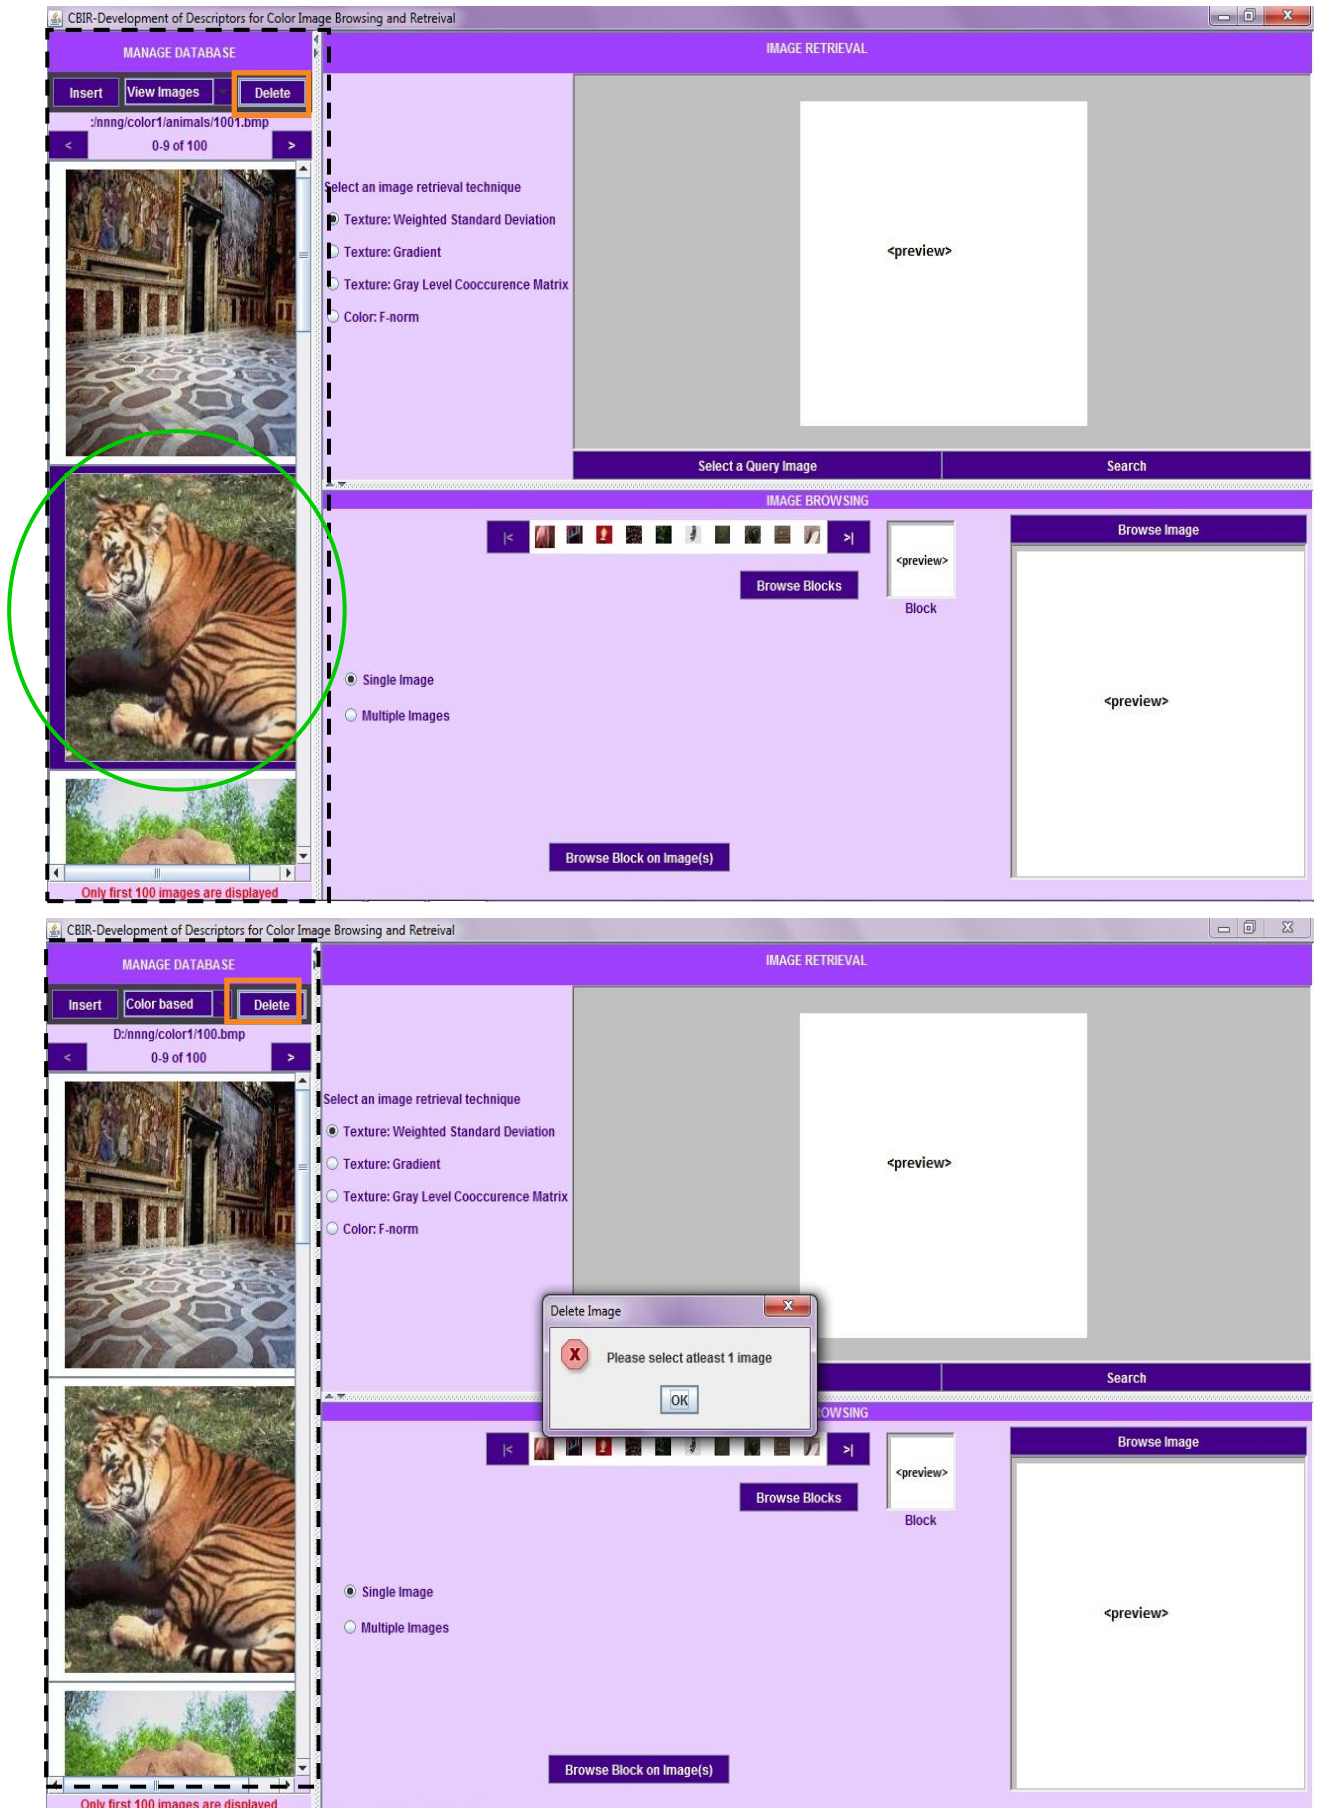 CBIR-Development of Descriptors for Color Image Browsing and Retreival
MANAGE DATABASE
IMAGE RETRIEVAL
Insert
View Images
Delete
:/nnng/color1/animals/1001.bmp
<
0-9 of 100
>
Select an image retrieval technique
Texture: Weighted Standard Deviation
Texture: Gradient
Texture: Gray Level Cooccurence Matrix
Color: F-norm
<preview>
Select a Query Image
Search
IMAGE BROWSING
|<
>|
<preview>
Browse Image
Browse Blocks
Block
Single Image
Multiple Images
<preview>
Browse Block on Image(s)
Only first 100 images are displayed
CBIR-Development of Descriptors for Color Image Browsing and Retreival
MANAGE DATABASE
IMAGE RETRIEVAL
Insert
Color based
Delete
D:/nnng/color1/100.bmp
<
0-9 of 100
>
Select an image retrieval technique
Texture: Weighted Standard Deviation
Texture: Gradient
Texture: Gray Level Cooccurence Matrix
Color: F-norm
<preview>
Delete Image
Please select atleast 1 image
OK
Search
OWSING
|<
>|
<preview>
Browse Image
Browse Blocks
Block
Single Image
Multiple Images
<preview>
Browse Block on Image(s)
Only first 100 images are displayed